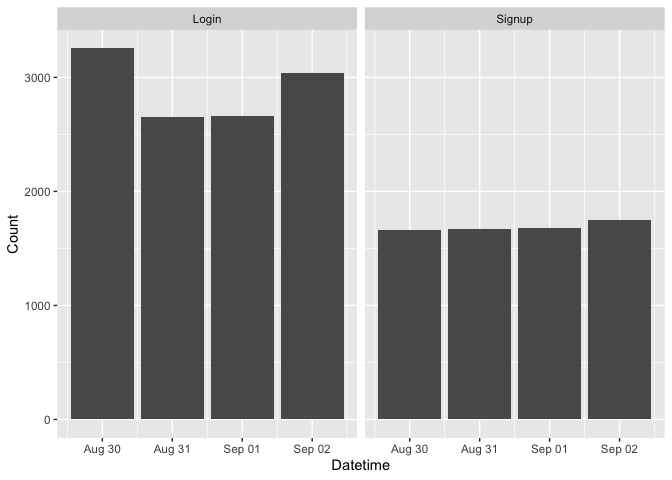 Login Signup
3000
2000
1000
0
Count
Aug 30 Aug 31 Sep 01 Sep 02 Aug 30 Aug 31 Sep 01 Sep 02
Datetime